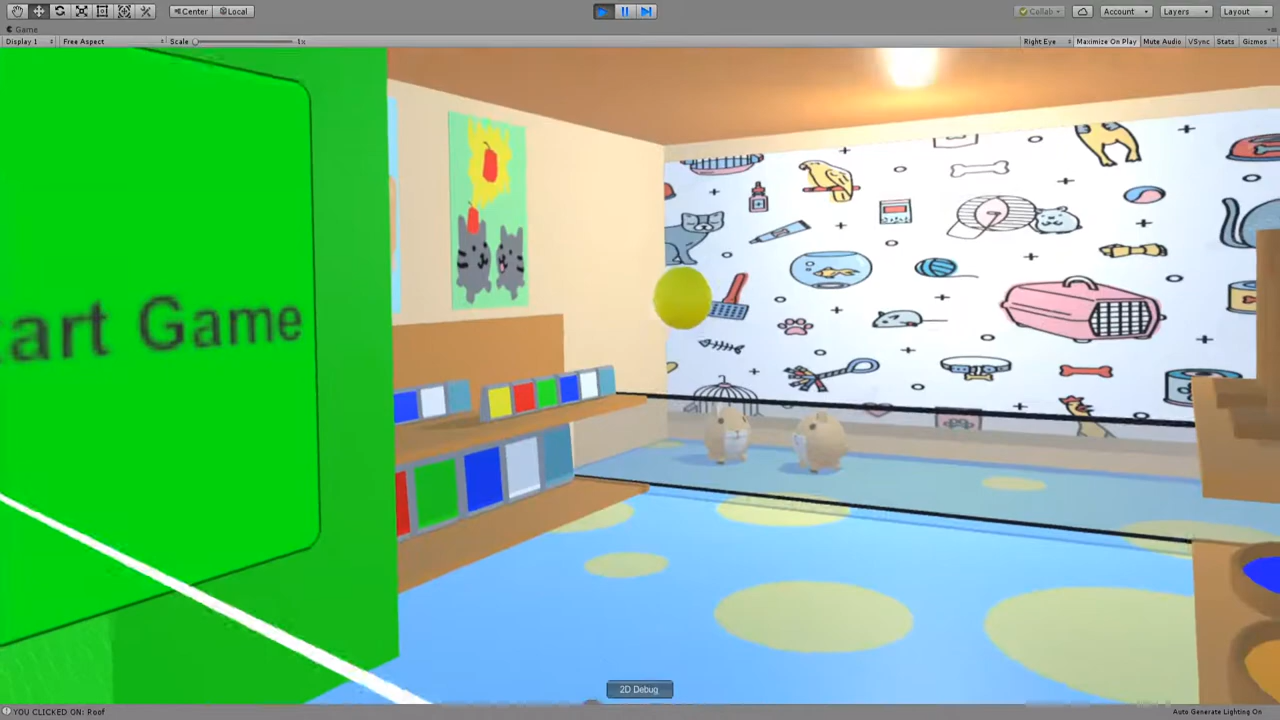 Center
Local
Collab
Account
Layers
Layout
Game
Display 1
Free Aspect
Scale
1x
Right Eye
Maximize On Play
Mute Audio
VSync
Stats
Gizmos
tart Game
2D Debug
YOU CLICKED ON: Roof
Auto Generate Lighting On